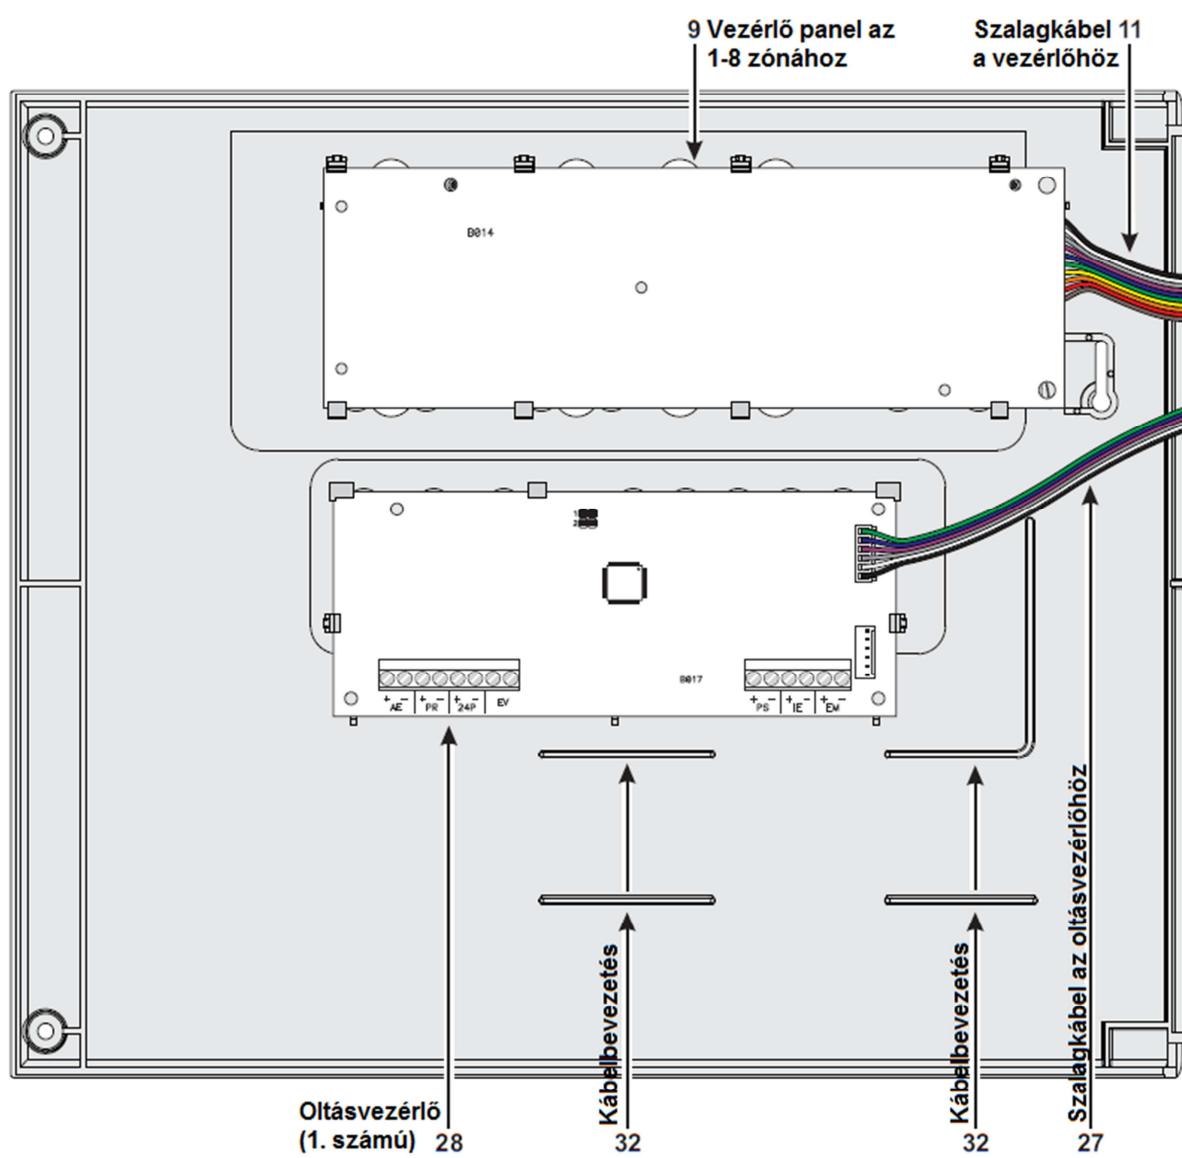 9 Vezérlő panel az
1-8 zónához
Szalagkábel 11
a vezérlőhöz
B014
B017
+ - + - + -
AE PR 24P EV
+ - + - + -
PS IE EM
Szalagkábel az oltásvezérlőhöz
Kábelbevezetés
Kábelbevezetés
Oltásvezérlő
(1. számú) 28
32
32
27